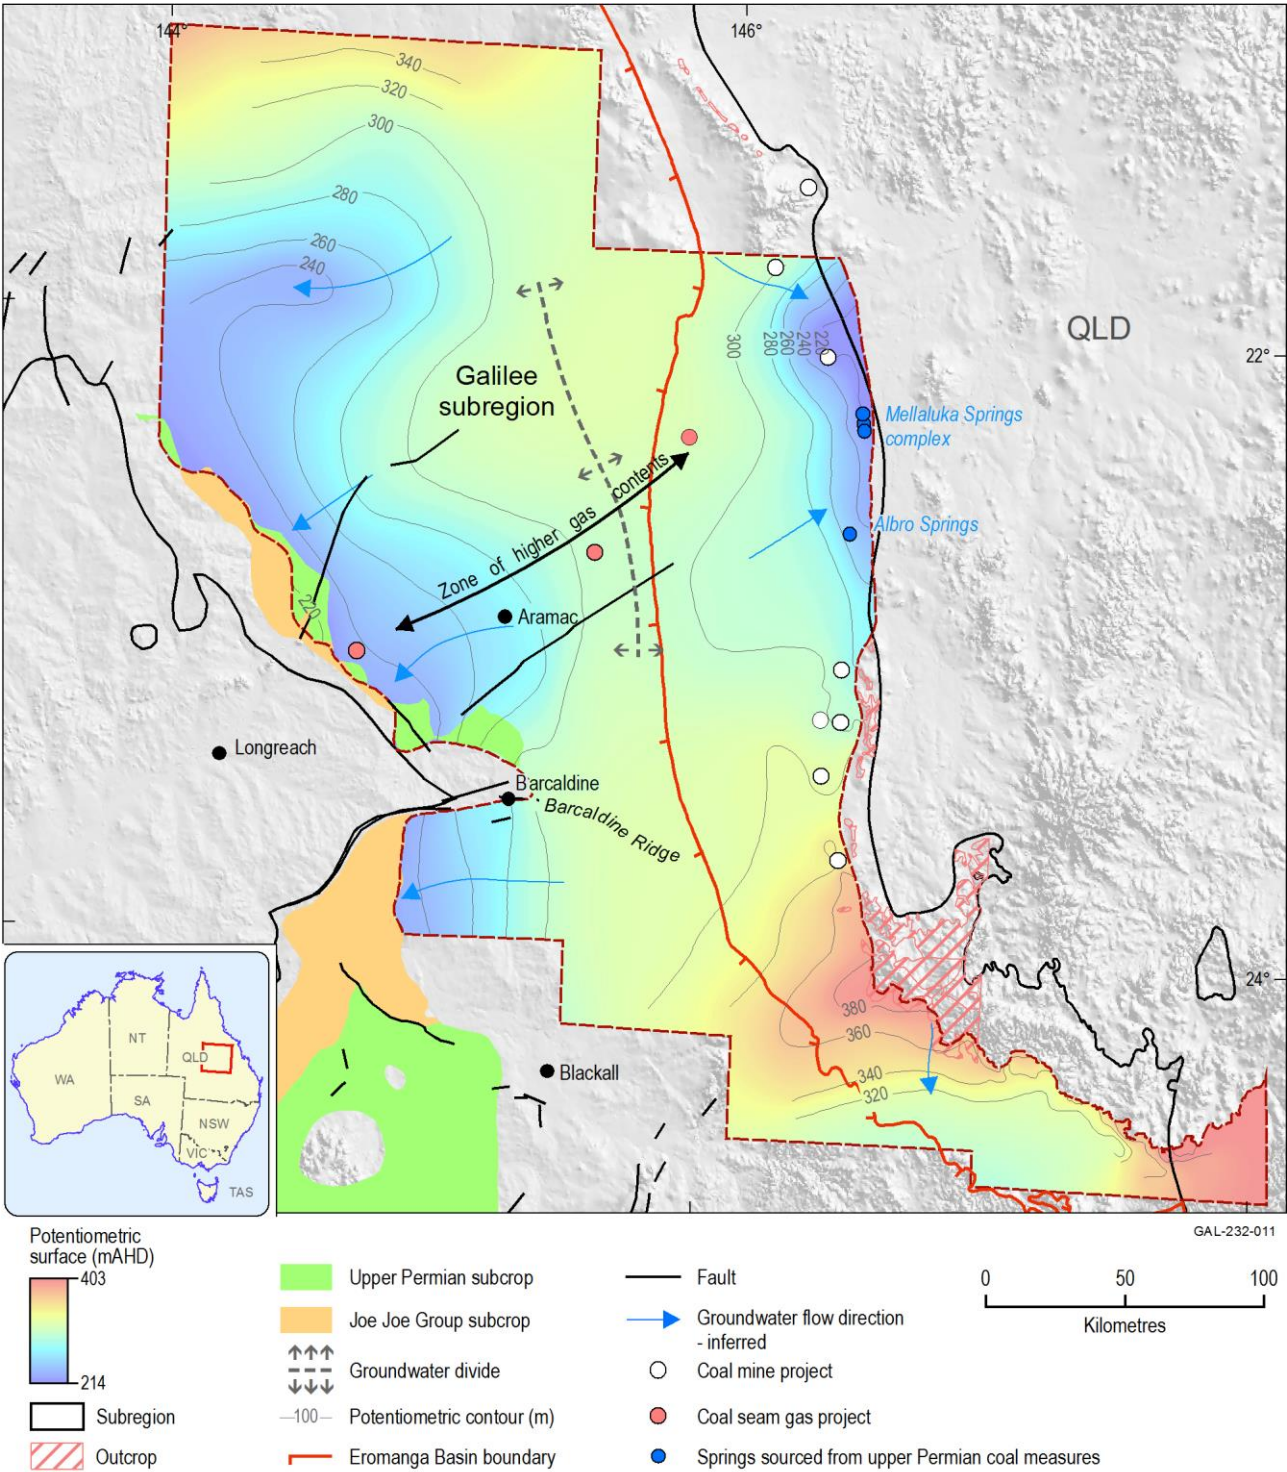 144°
146°
340
320
300
280
260
240
QLD
300
280
260
240
220
22°
Galilee
subregion
Mellaluka Springs
complex
Zone of higher gas contents
Albro Springs
220
Aramac
Longreach
Barcaldine
Barcaldine Ridge
24°
380
360
340
320
Blackall
NT
QLD
WA
SA
NSW
VIC
TAS
GAL-232-011
Potentiometric
surface (mAHD)
403
214
Subregion
Outcrop
Upper Permian subcrop
Joe Joe Group subcrop
Groundwater divide
100
Potentiometric contour (m)
Eromanga Basin boundary
Fault
Groundwater flow direction
- inferred
Coal mine project
Coal seam gas project
Springs sourced from upper Permian coal measures
0 50 100
Kilometres